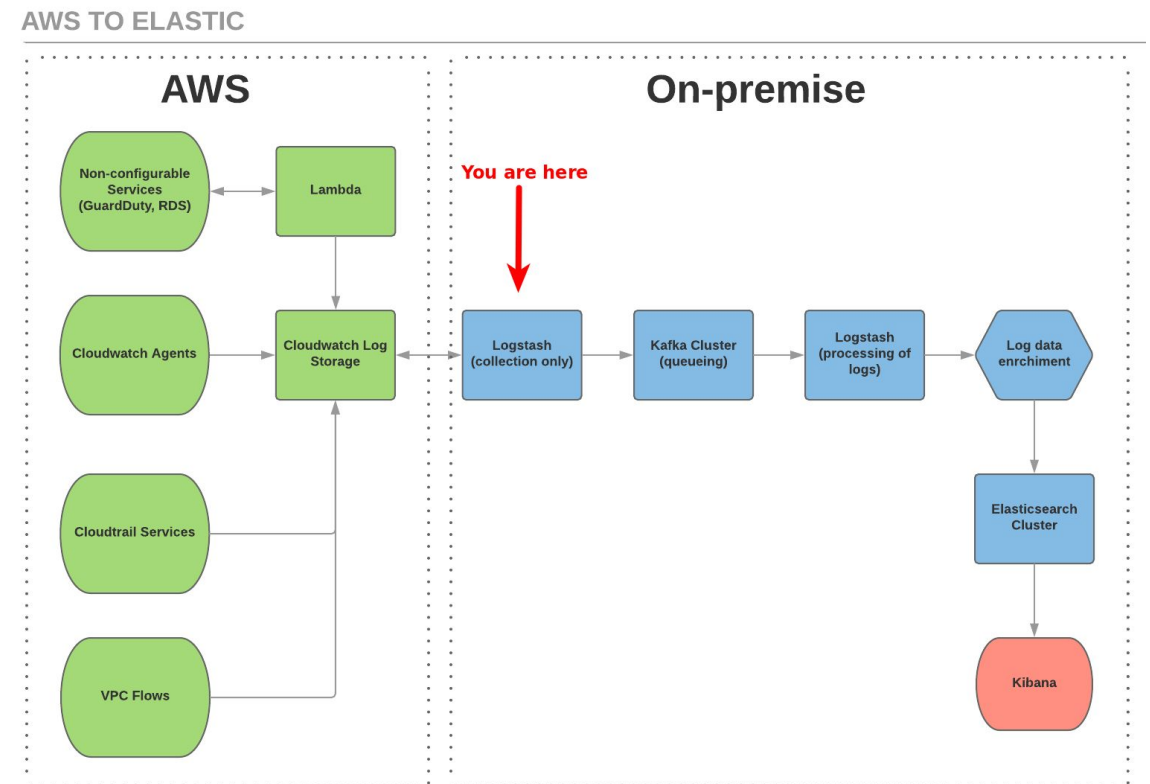 AWS TO ELASTIC
AWS
On-premise
Non-configurable
Services
(GuardDuty, RDS)
Lambda
You are here
Cloudwatch Agents
Cloudwatch Log
Storage
Logstash
(collection only)
Kafka Cluster
(queueing)
Logstash
(processing of
logs)
Log data
enrchiment
Cloudtrail Services
Elasticsearch
Cluster
VPC Flows
Kibana